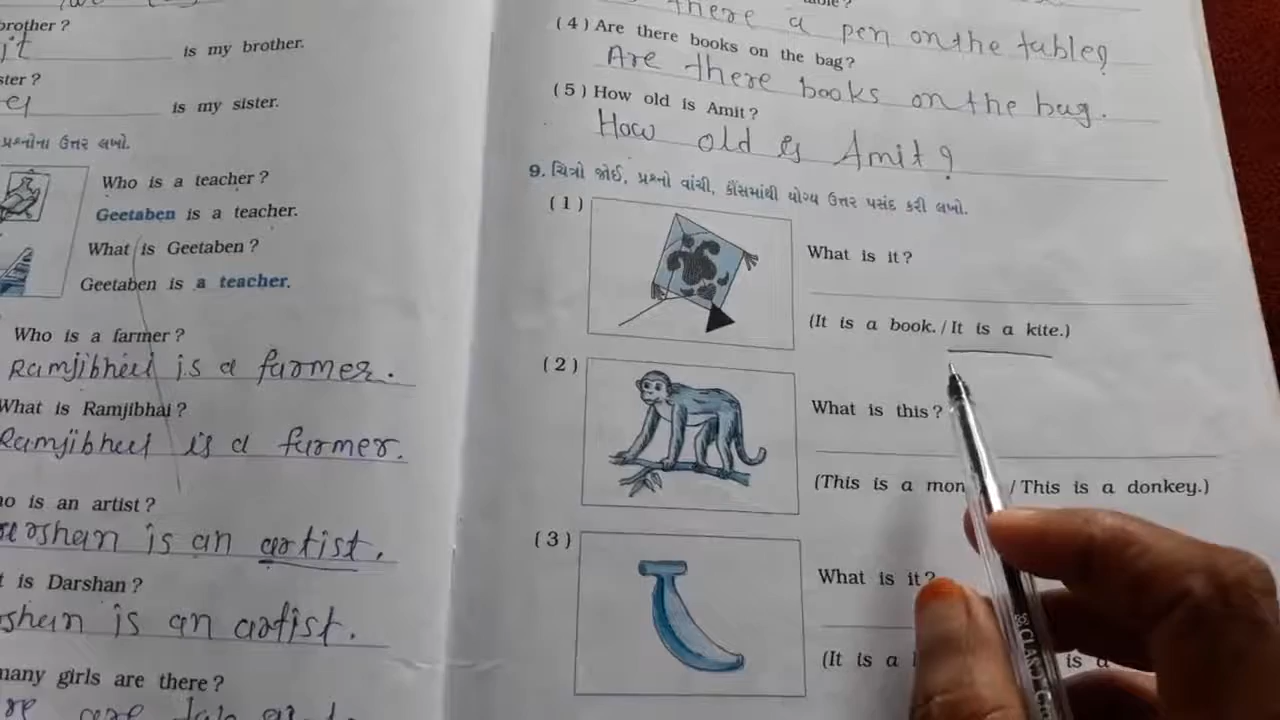 brother ?
is my brother.
ster ?
is my sister.
પ્રશ્નોના ઉત્તર લખો.
Who is a teacher ?
Geetaben is a teacher.
What is Geetaben ?
Geetaben is a teacher.
Who is a farmer ?
Ramjibhai is a farmer.
What is Ramjibhai ?
Ramjibhai is a farmer.
no is an artist ?
is an artist.
t is Darshan ?
shan is an artist.
many girls are there ?
there a pen on the table?
(4) Are there books on the bag ?
Are there books on the bag.
(5) How old is Amit ?
How old is Amit ?
9. ચિત્રો જોઈ, પ્રશ્નો વાંચી, કૌંસમાંથી યોગ્ય ઉત્તર પસંદ કરી લખો.
(1)
What is it ?
(It is a book. / It is a kite.)
(2)
What is this ?
(This is a mon / This is a donkey.)
(3)
What is it ?
(It is a is a